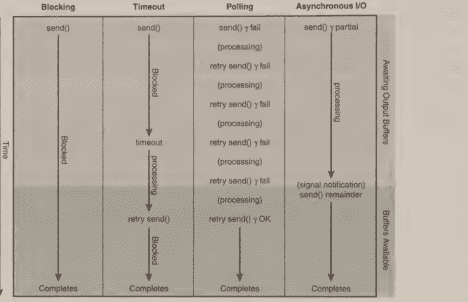 Blocking Timeout Polling Asynchronous I/O
send() send() send() γ fail send() γ partial
(processing)
retry send() γ fail
(processing)
retry send() γ fail
(processing)
timeout retry send() γ fail
(processing)
retry send() γ fail (signal notification)
send() remainder
(processing)
retry send() retry send() γ OK
Completes Completes Completes Completes
Time
Blocked
Blocked
processing
Blocked
processing
Awaiting Output Buffers
Buffers Available